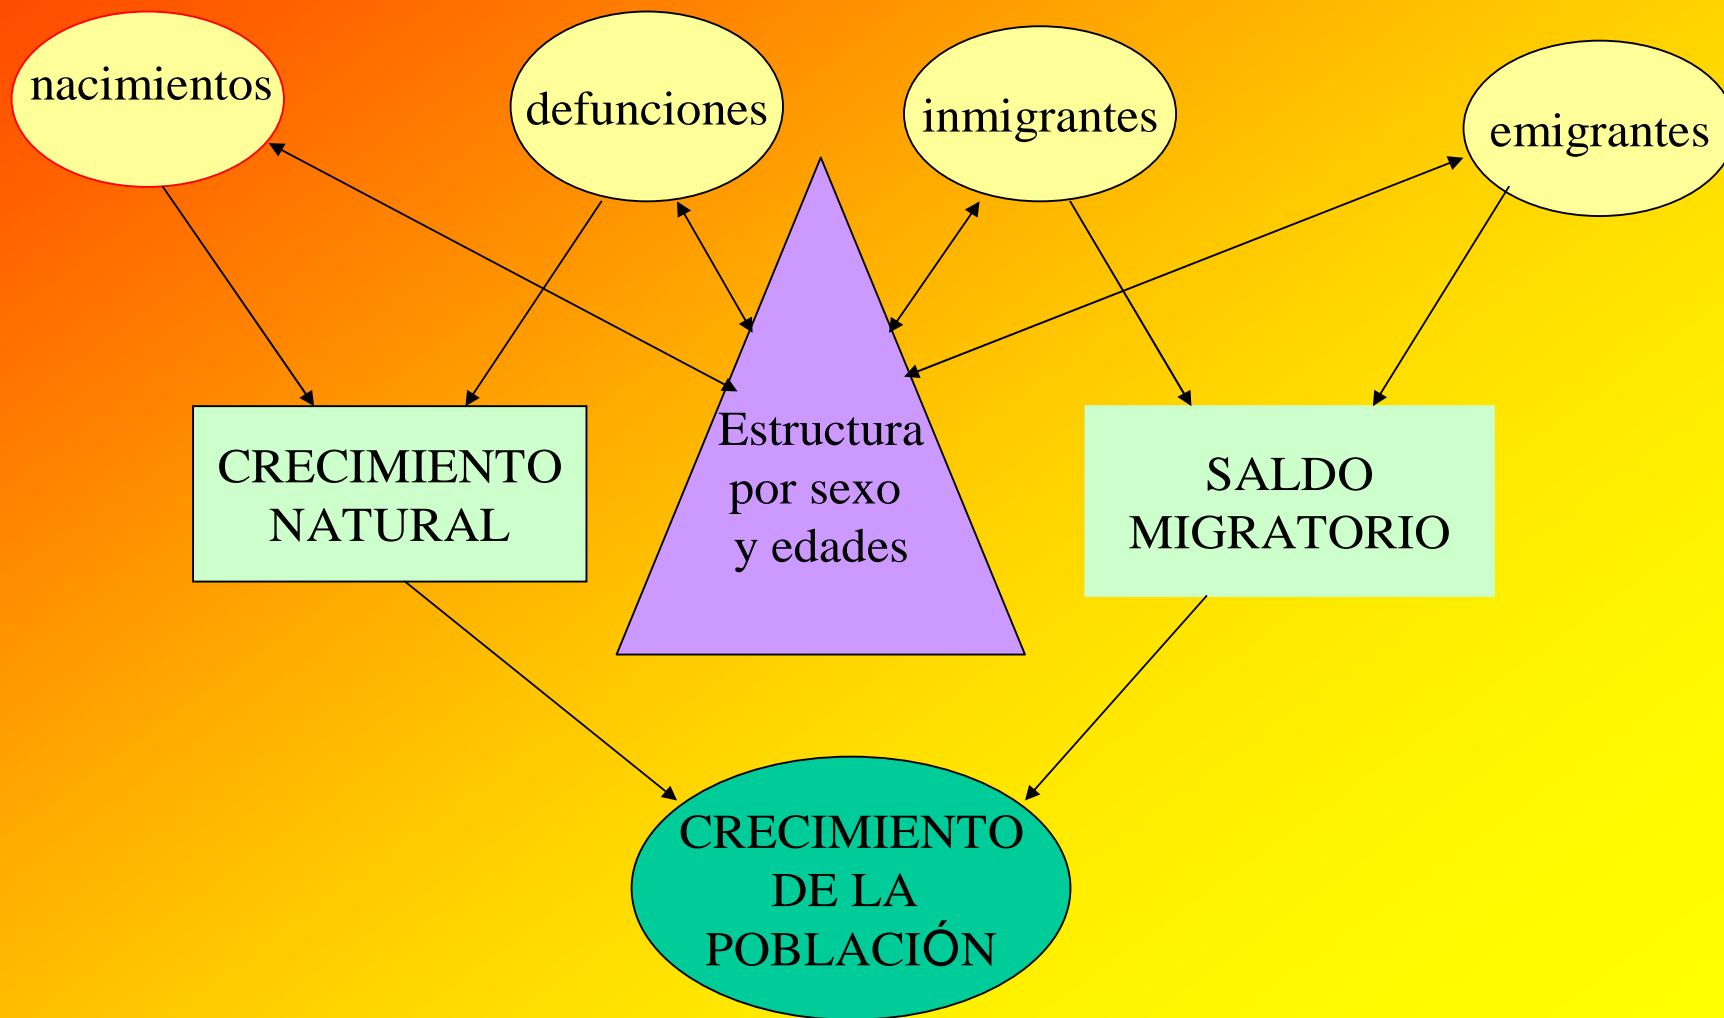 nacimientos
defunciones
inmigrantes
emigrantes
CRECIMIENTO
NATURAL
Estructura
por sexo
y edades
SALDO
MIGRATORIO
CRECIMIENTO
DE LA
POBLACIÓN